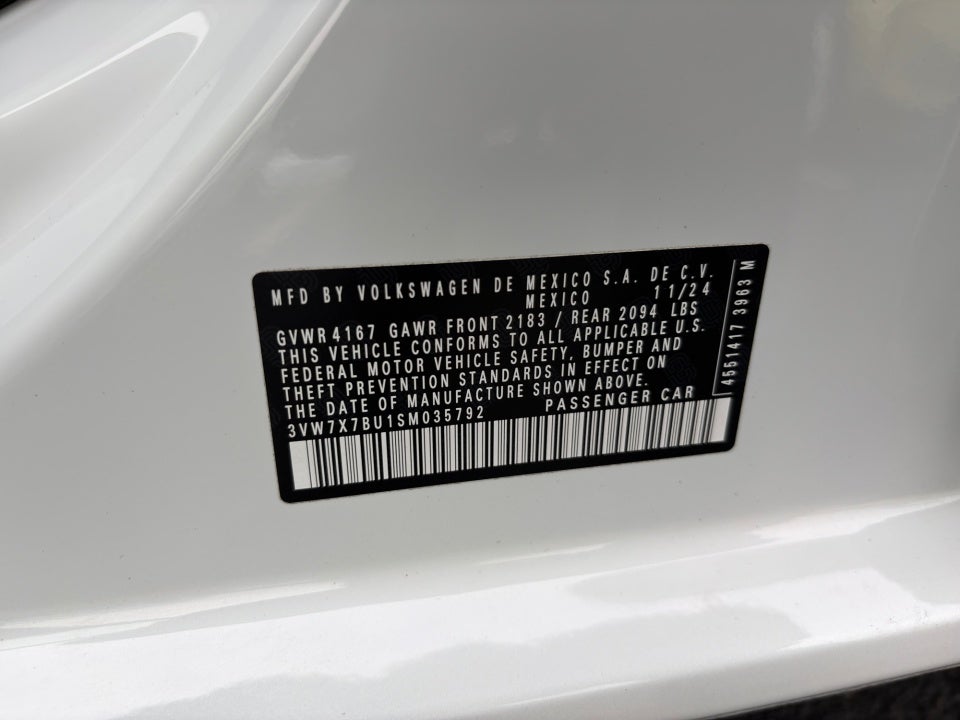 MFD BY VOLKSWAGEN DE MEXICO S.A. DE C.V.
MEXICO 11/24
GVWR 4167 GAWR FRONT 2183 / REAR 2094 LBS
THIS VEHICLE CONFORMS TO ALL APPLICABLE U.S.
FEDERAL MOTOR VEHICLE SAFETY, BUMPER AND
THEFT PREVENTION STANDARDS IN EFFECT ON
THE DATE OF MANUFACTURE SHOWN ABOVE.
3VW7X7BU1SM035792 PASSENGER CAR
4551417 3963 M